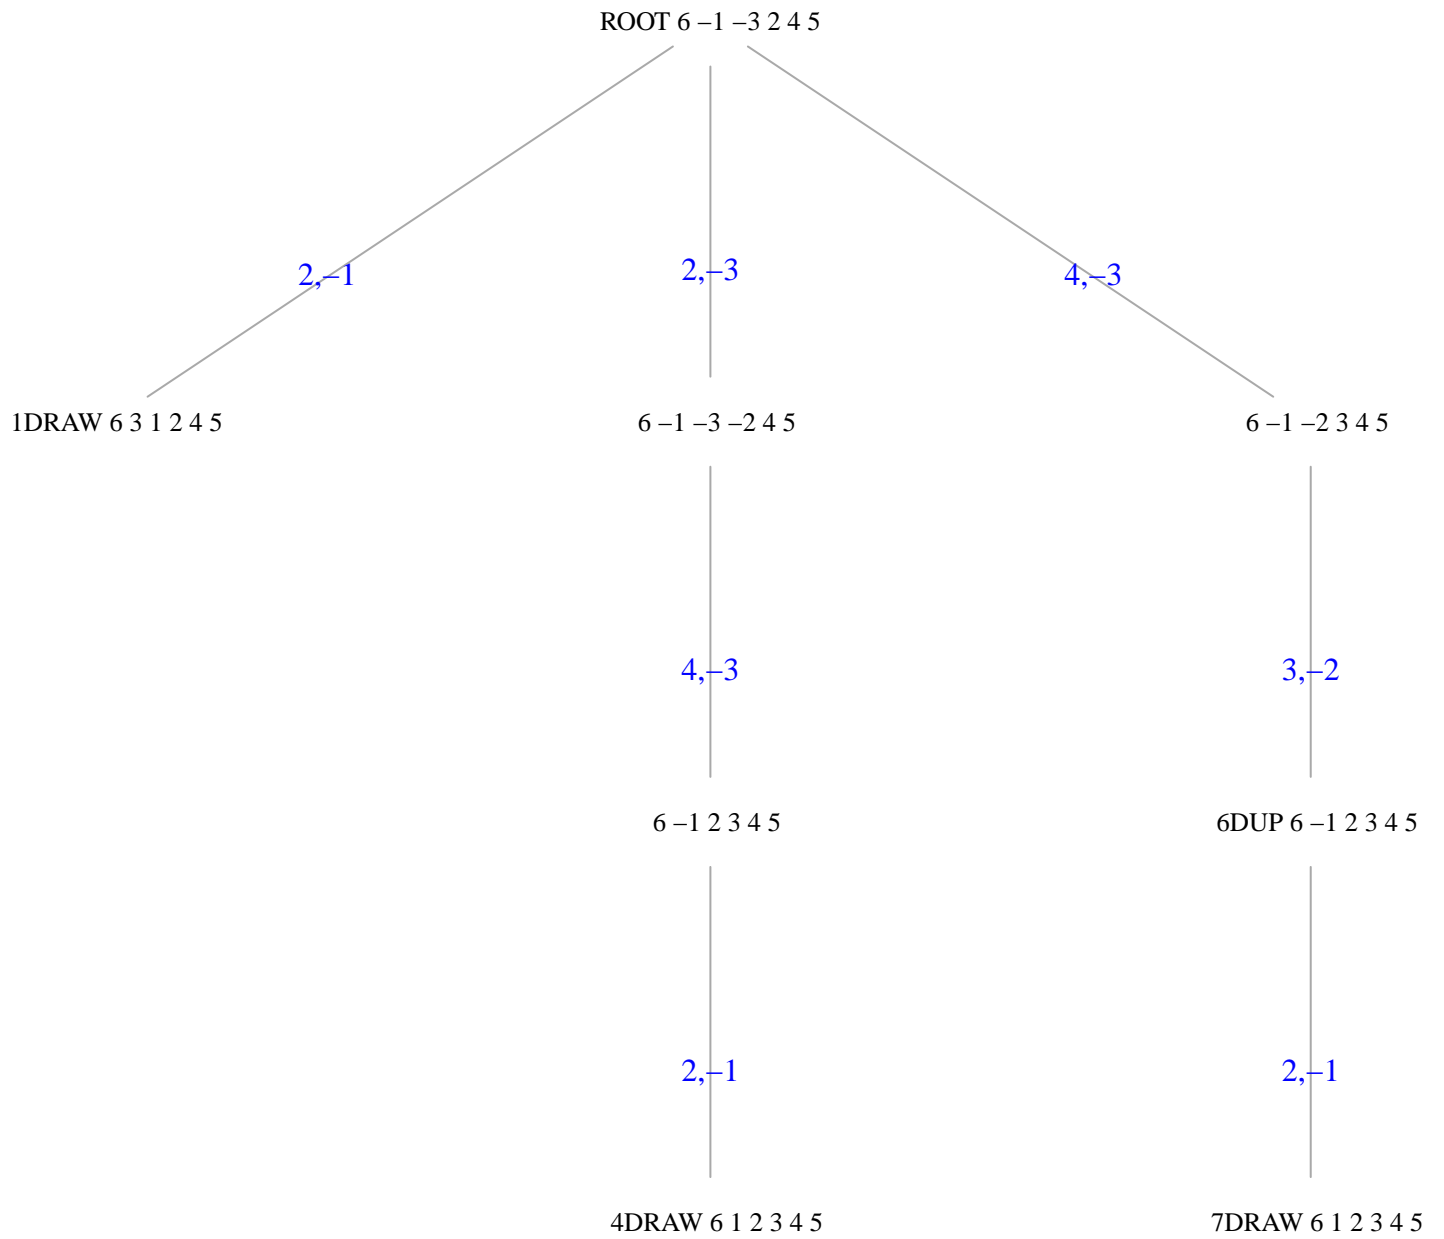 ROOT 6 –1 –3 2 4 5
2,–1
2,–3
4,–3
1DRAW 6 3 1 2 4 5
6 –1 –3 –2 4 5
6 –1 –2 3 4 5
4,–3
3,–2
6 –1 2 3 4 5
6DUP 6 –1 2 3 4 5
2,–1
2,–1
4DRAW 6 1 2 3 4 5
7DRAW 6 1 2 3 4 5